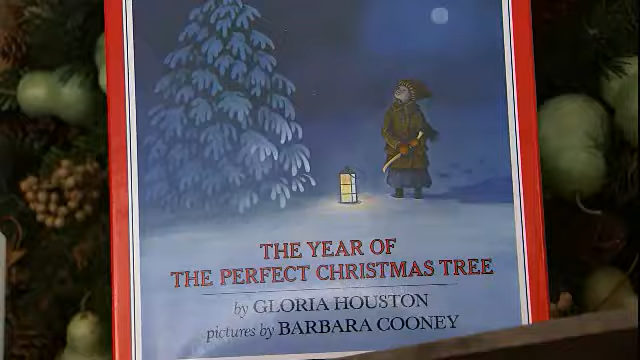 THE YEAR OF
THE PERFECT CHRISTMAS TREE
by GLORIA HOUSTON
pictures by BARBARA COONEY